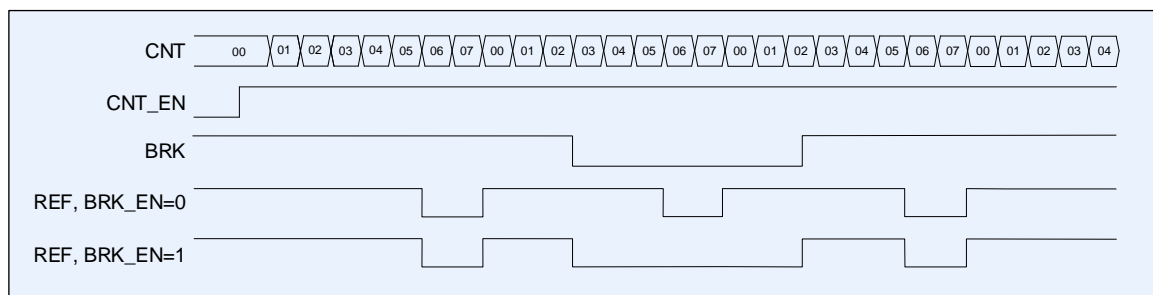 CNT 00 01 02 03 04 05 06 07 00 01 02 03 04 05 06 07 00 01 02 03 04 05 06 07 00 01 02 03 04
CNT_EN
BRK
REF, BRK_EN=0
REF, BRK_EN=1